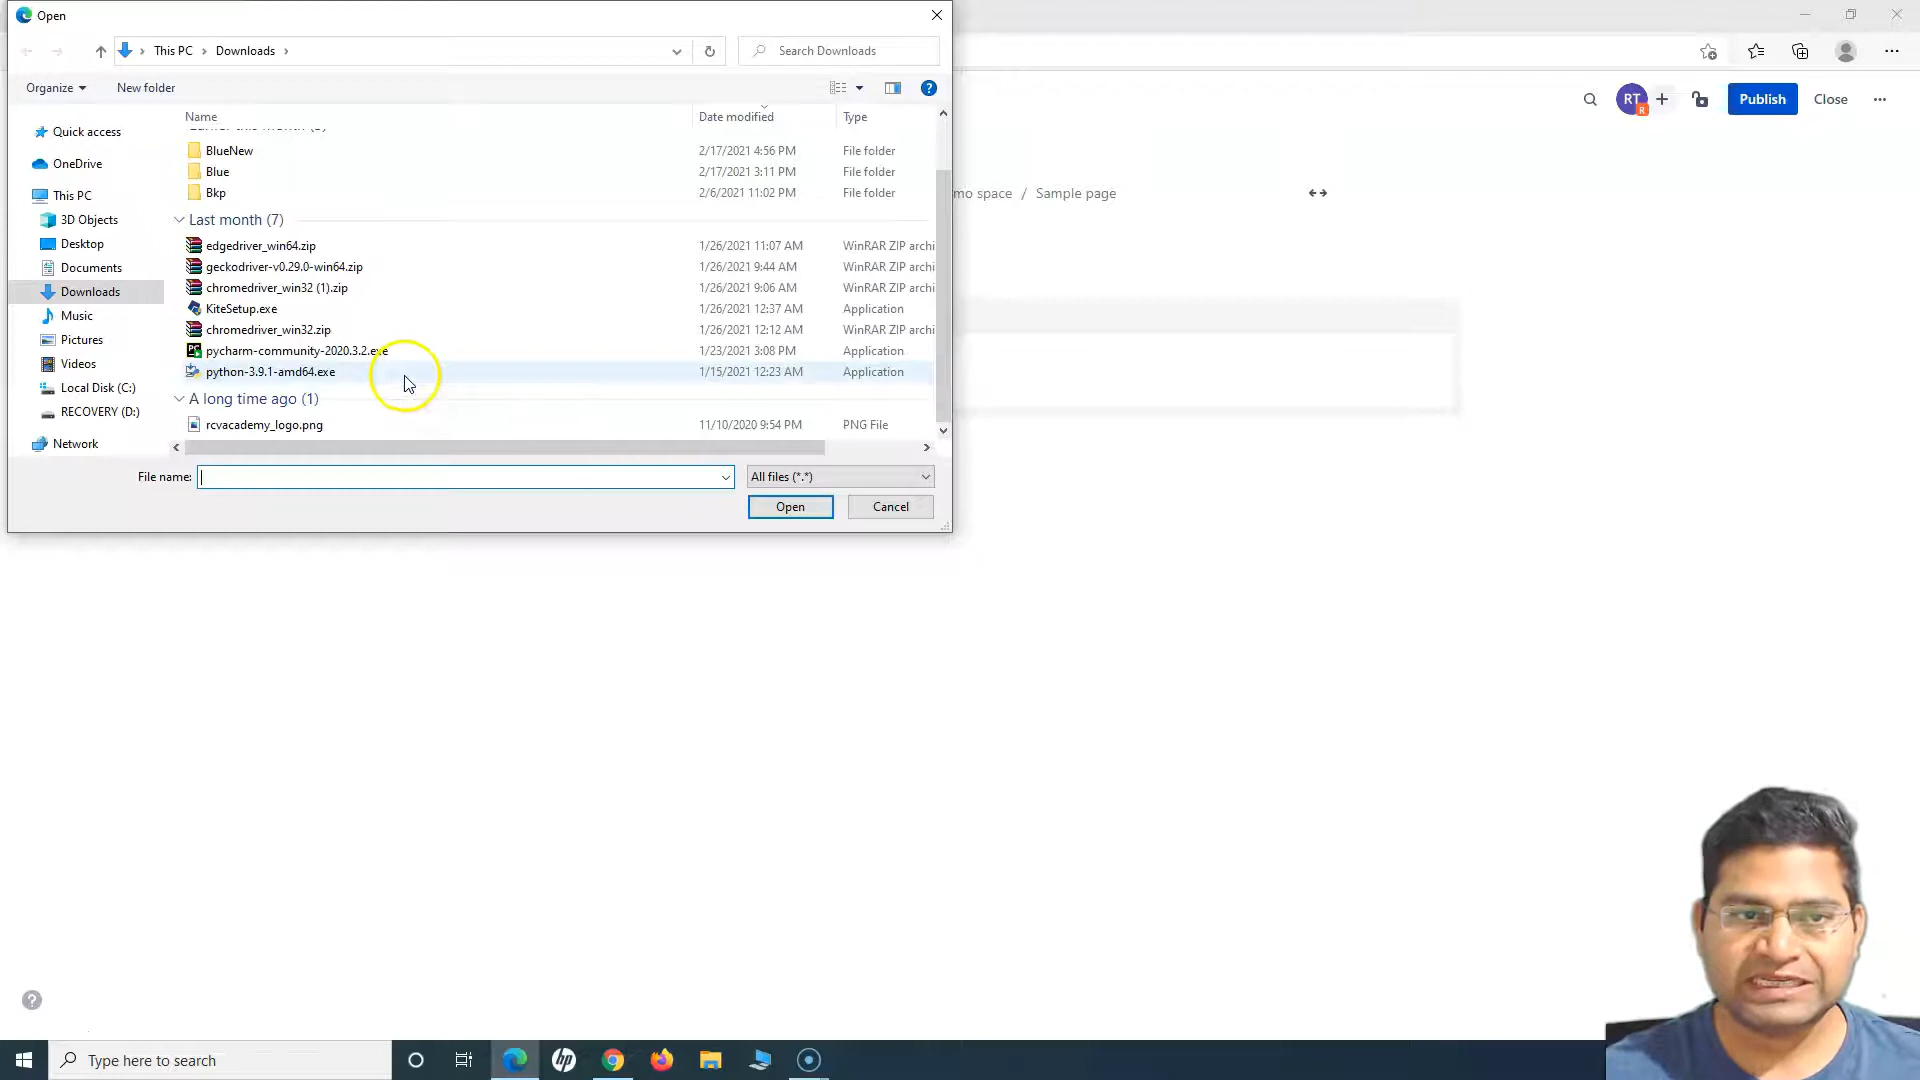 Open
This PC > Downloads >
Search Downloads
Organize
New folder
Quick access
OneDrive
This PC
3D Objects
Desktop
Documents
Downloads
Music
Pictures
Videos
Local Disk (C:)
RECOVERY (D:)
Network
Name Date modified Type
BlueNew 2/17/2021 4:56 PM File folder
Blue 2/17/2021 3:11 PM File folder
Bkp 2/6/2021 11:02 PM File folder
Last month (7)
edgedriver_win64.zip 1/26/2021 11:07 AM WinRAR ZIP archi
geckodriver-v0.29.0-win64.zip 1/26/2021 9:44 AM WinRAR ZIP archi
chromedriver_win32 (1).zip 1/26/2021 9:06 AM WinRAR ZIP archi
KiteSetup.exe 1/26/2021 12:37 AM Application
chromedriver_win32.zip 1/26/2021 12:12 AM WinRAR ZIP archi
pycharm-community-2020.3.2.exe 1/23/2021 3:08 PM Application
python-3.9.1-amd64.exe 1/15/2021 12:23 AM Application
A long time ago (1)
rcvacademy_logo.png 11/10/2020 9:54 PM PNG File
File name:
All files (*.*)
Open
Cancel
RT
R
Publish
Close
mo space / Sample page
Type here to search
hp